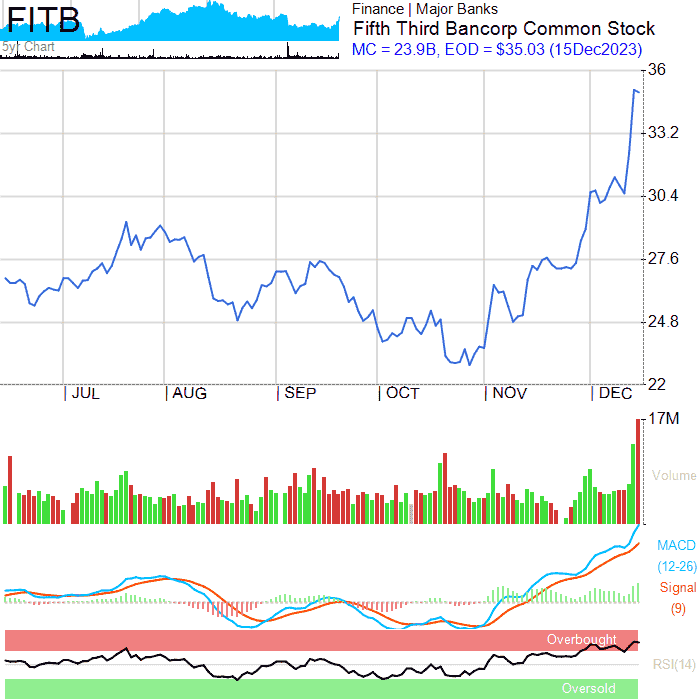 FITB
5yr Chart
Finance | Major Banks
Fifth Third Bancorp Common Stock
MC = 23.9B, EOD = $35.03 (15Dec2023)
36
33.2
30.4
27.6
24.8
22
JUL AUG SEP OCT NOV DEC
17M
Volume
MACD
(12-26)
Signal
(9)
Overbought
RSI(14)
Oversold